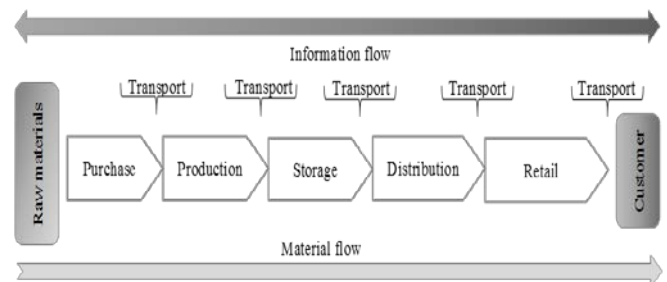 Information flow
Transport Transport Transport Transport Transport
Raw materials
Purchase Production Storage Distribution Retail
Customer
Material flow